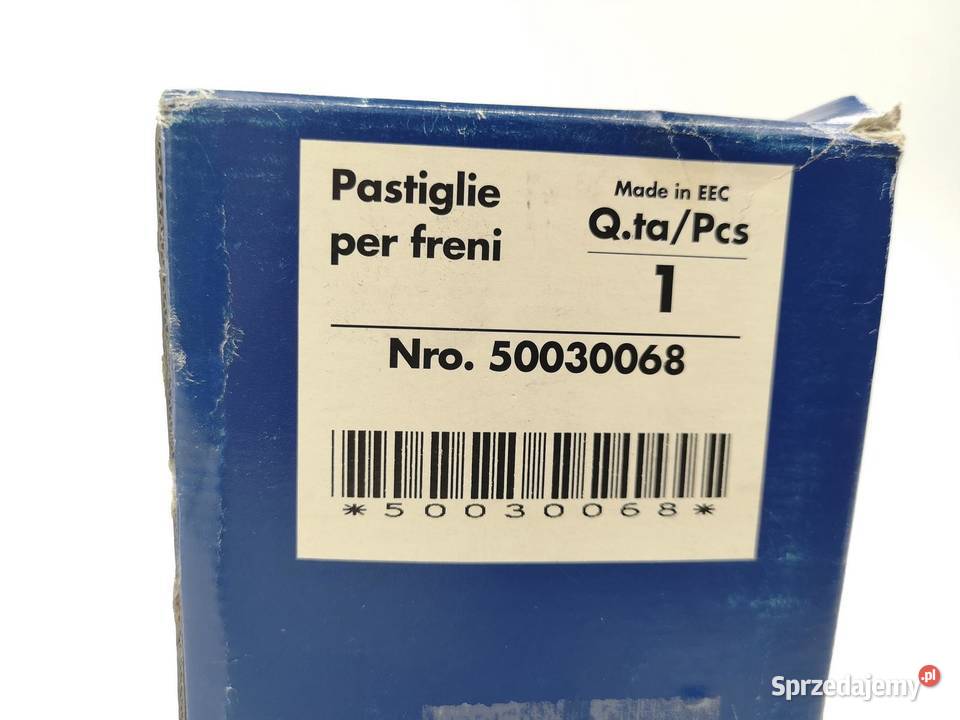 Pastiglie
per freni
Made in EEC
Q.ta/Pcs
1
Nro. 50030068
*50030068*
Sprzedajemy.pl